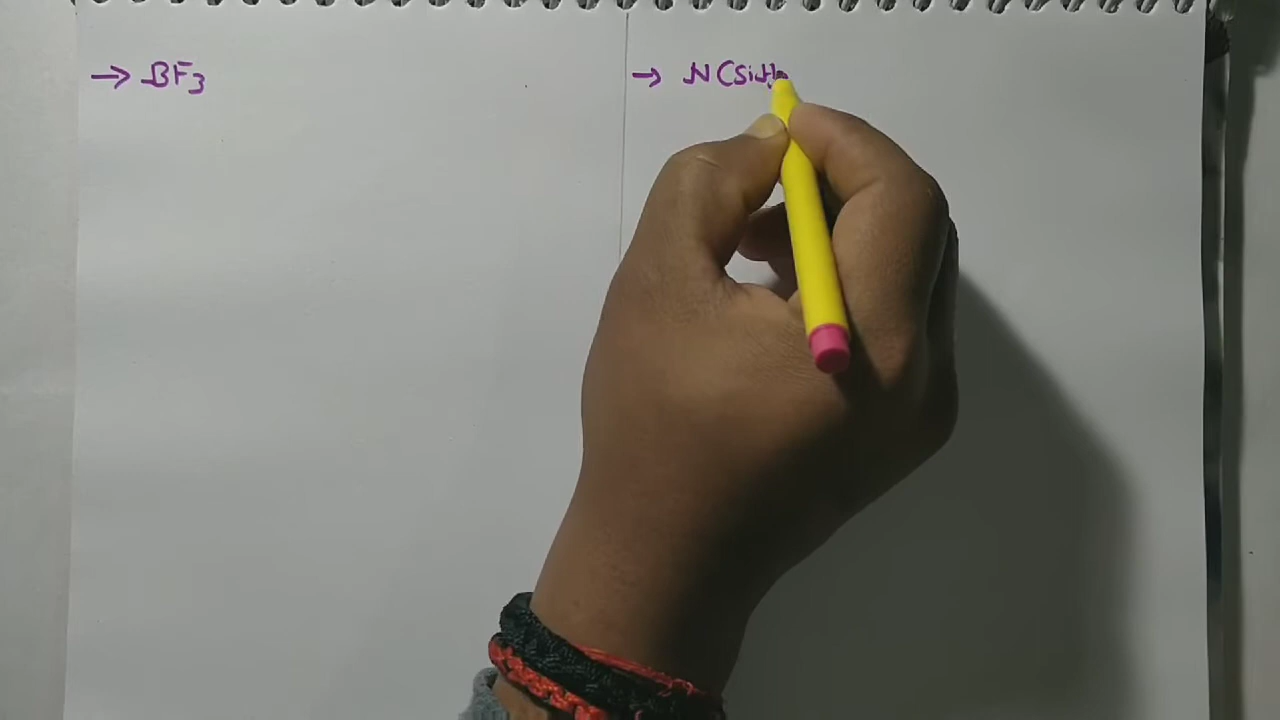 → BF3
→ N(SiH